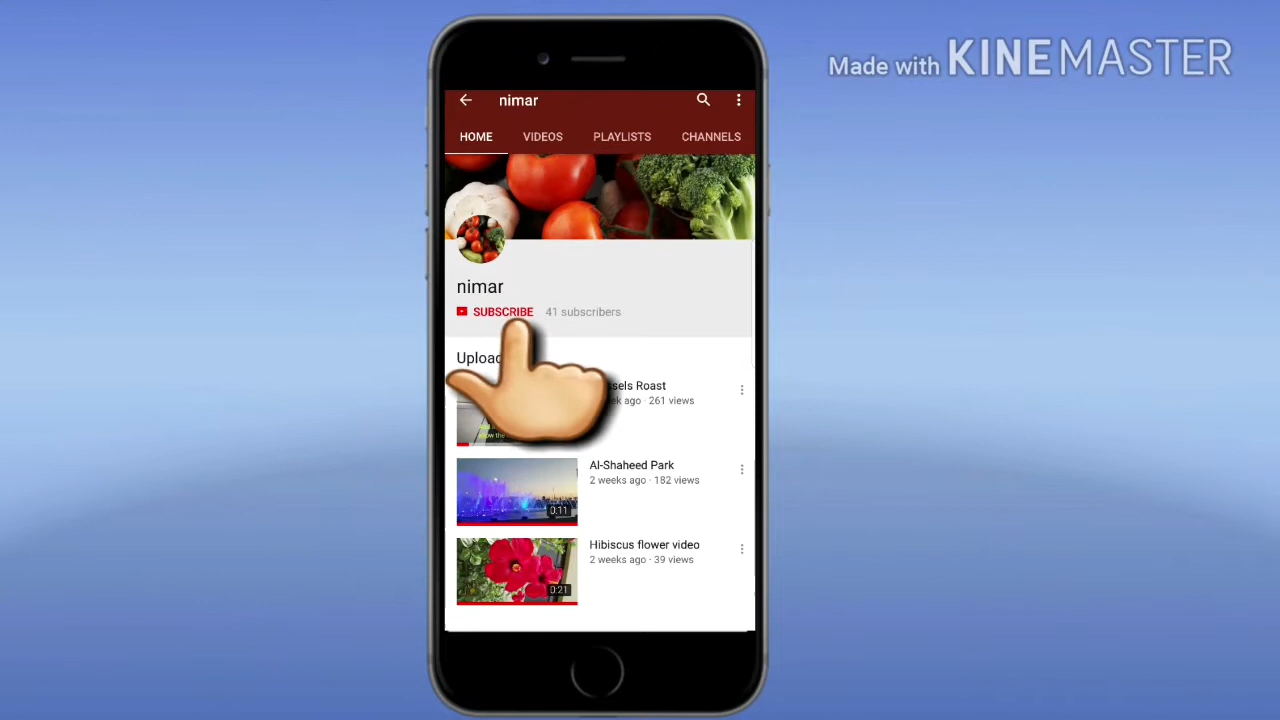 Made with KINEMASTER
nimar
HOME VIDEOS PLAYLISTS CHANNELS
nimar
SUBSCRIBE 41 subscribers
Roast
ago · 261 views
Al-Shaheed Park
2 weeks ago · 182 views
0:11
Hibiscus flower video
2 weeks ago · 39 views
0:21